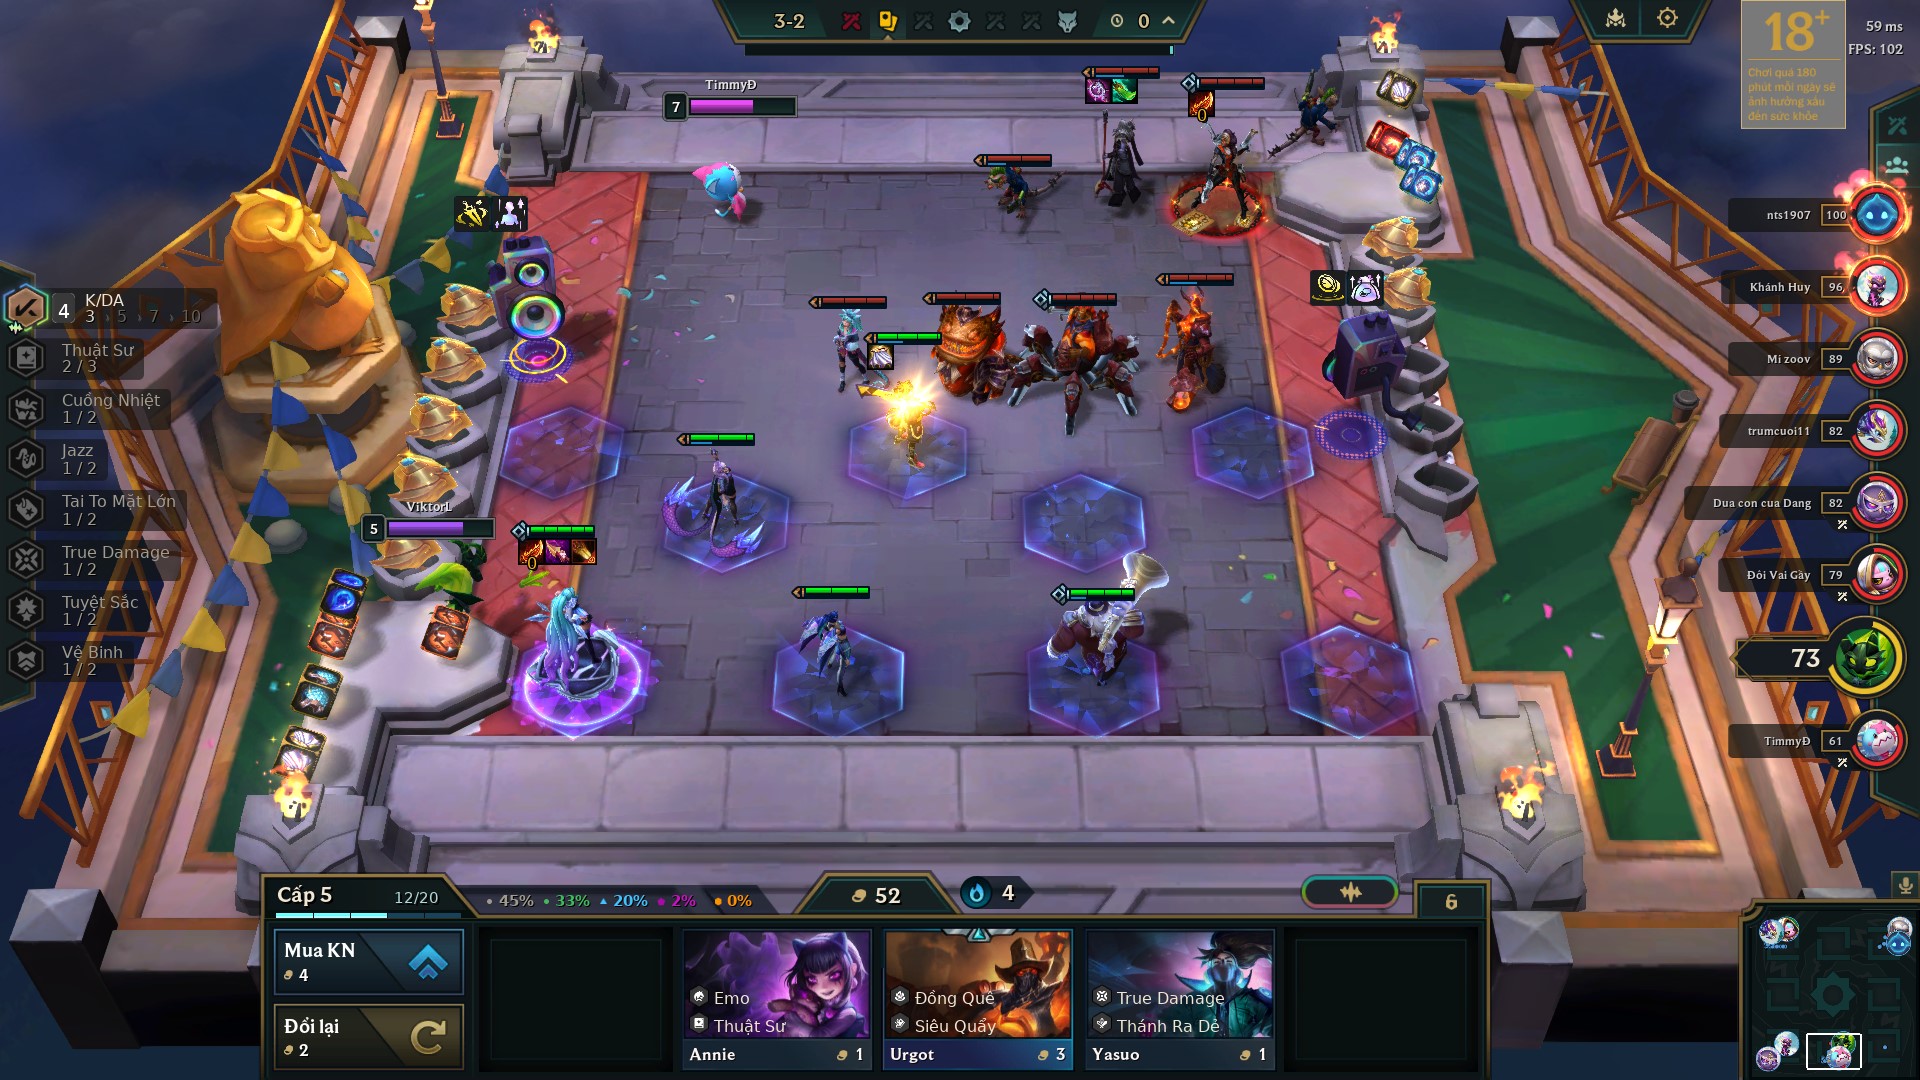 3-2
0
18+
Chơi quá 180
phút mỗi ngày sẽ
ảnh hưởng xấu
đến sức khỏe
59 ms
FPS: 102
TimmyĐ
7
0
nts1907 100
Khánh Huy 96
Mi zoov 89
trumcuoi11 82
Dua con cua Dang 82
Đôi Vai Gầy 79
73
TimmyĐ 61
4 K/DA
3 › 5 › 7 › 10
Thuật Sư
2 / 3
Cuồng Nhiệt
1 / 2
Jazz
1 / 2
Tai To Mặt Lớn
1 / 2
True Damage
1 / 2
Tuyệt Sắc
1 / 2
Vệ Binh
1 / 2
ViktorL
5
0
Cấp 5 12/20
45% 33% 20% 2% 0%
52
4
6
Mua KN
4
Đổi lại
2
Emo
Thuật Sư
Annie 1
Đồng Quê
Siêu Quẩy
Urgot 3
True Damage
Thánh Ra Dẻ
Yasuo 1